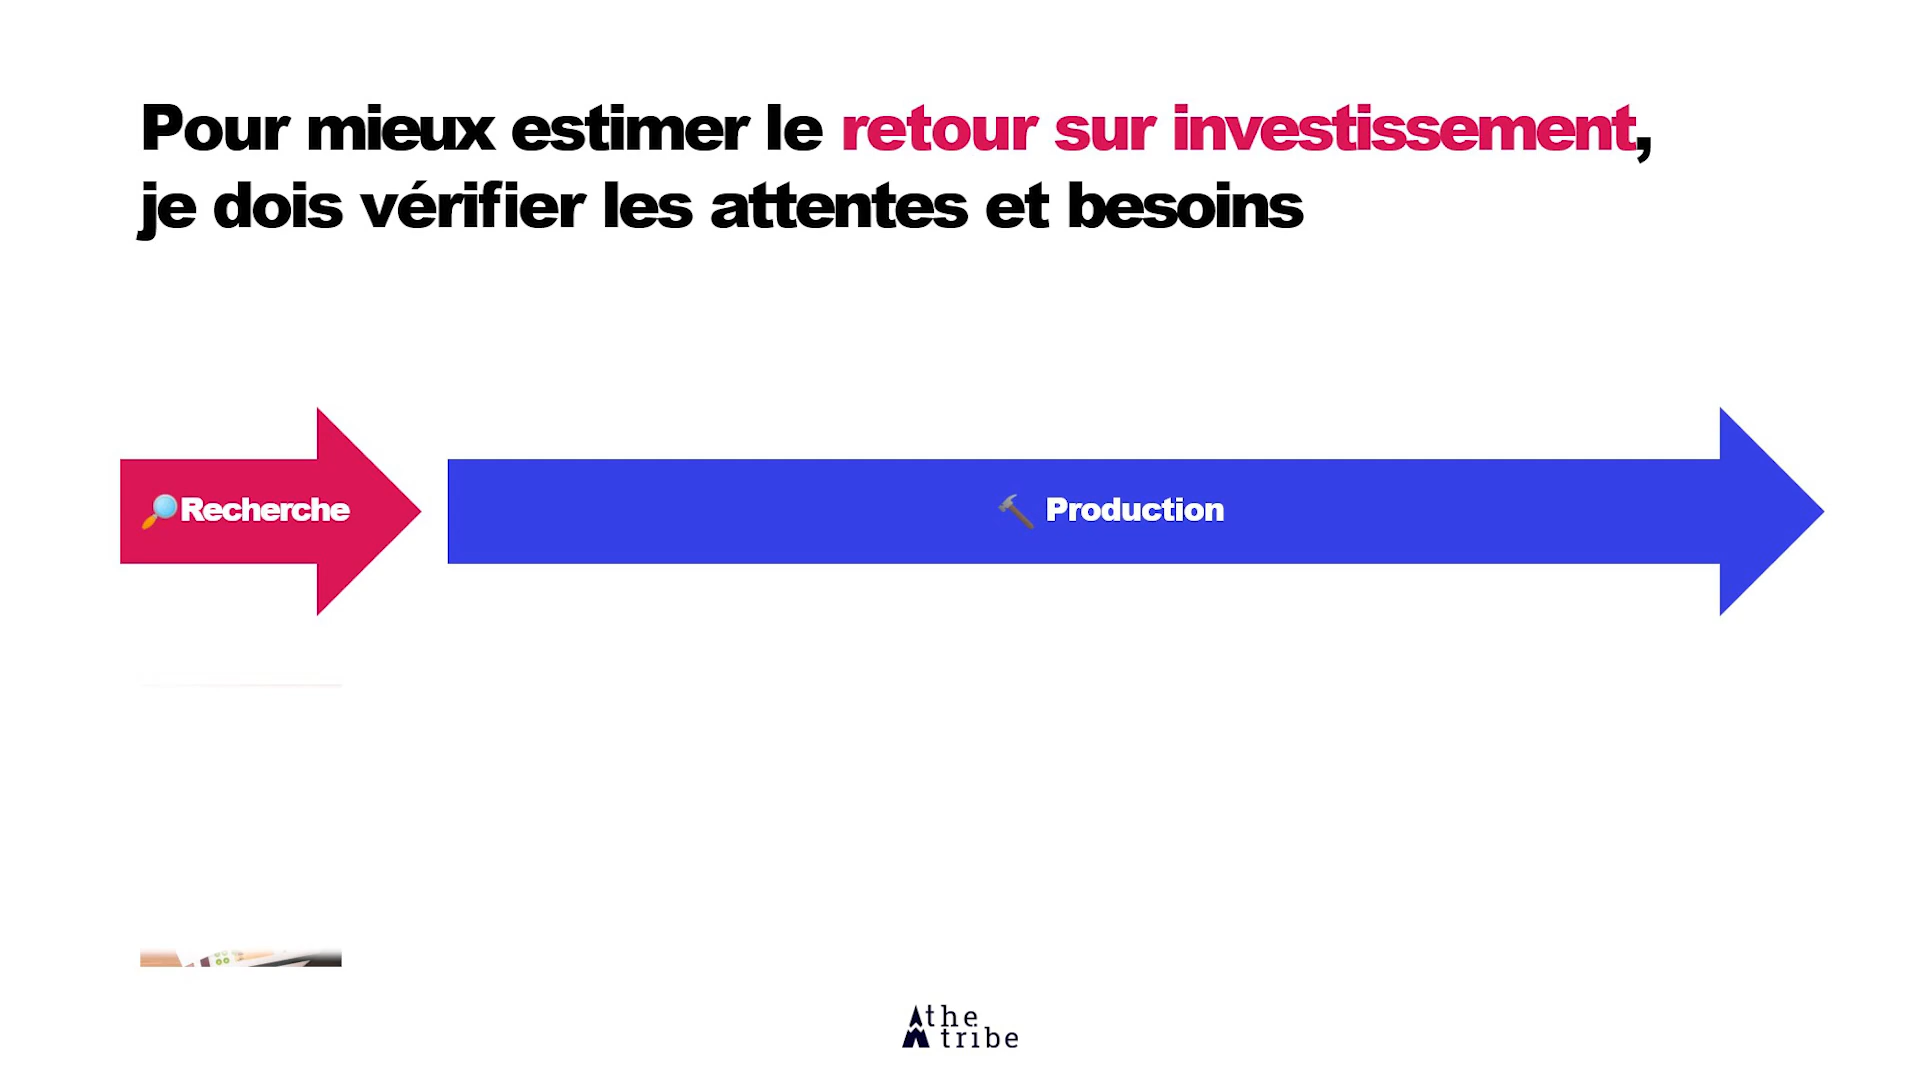 Pour mieux estimer le retour sur investissement,
je dois vérifier les attentes et besoins
🔎Recherche
🔨 Production
the
tribe